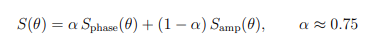 S(θ) = α S_phase(θ) + (1 − α) S_amp(θ),    α ≈ 0.75